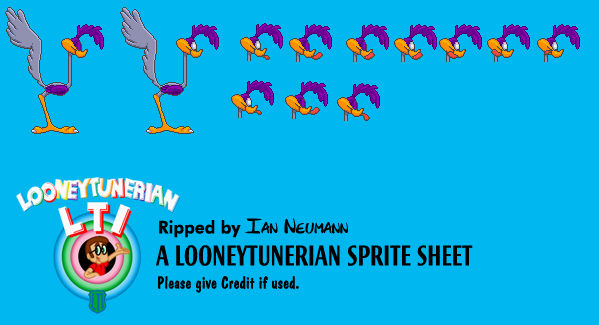 LOONEYTUNERIAN
LTI
Ripped by Ian Neumann
A LOONEYTUNERIAN SPRITE SHEET
Please give Credit if used.